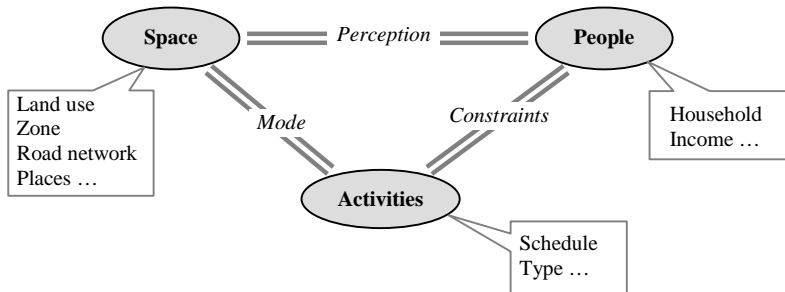 Space
Perception
People
Land use
Zone
Road network
Places …
Mode
Constraints
Household
Income …
Activities
Schedule
Type …